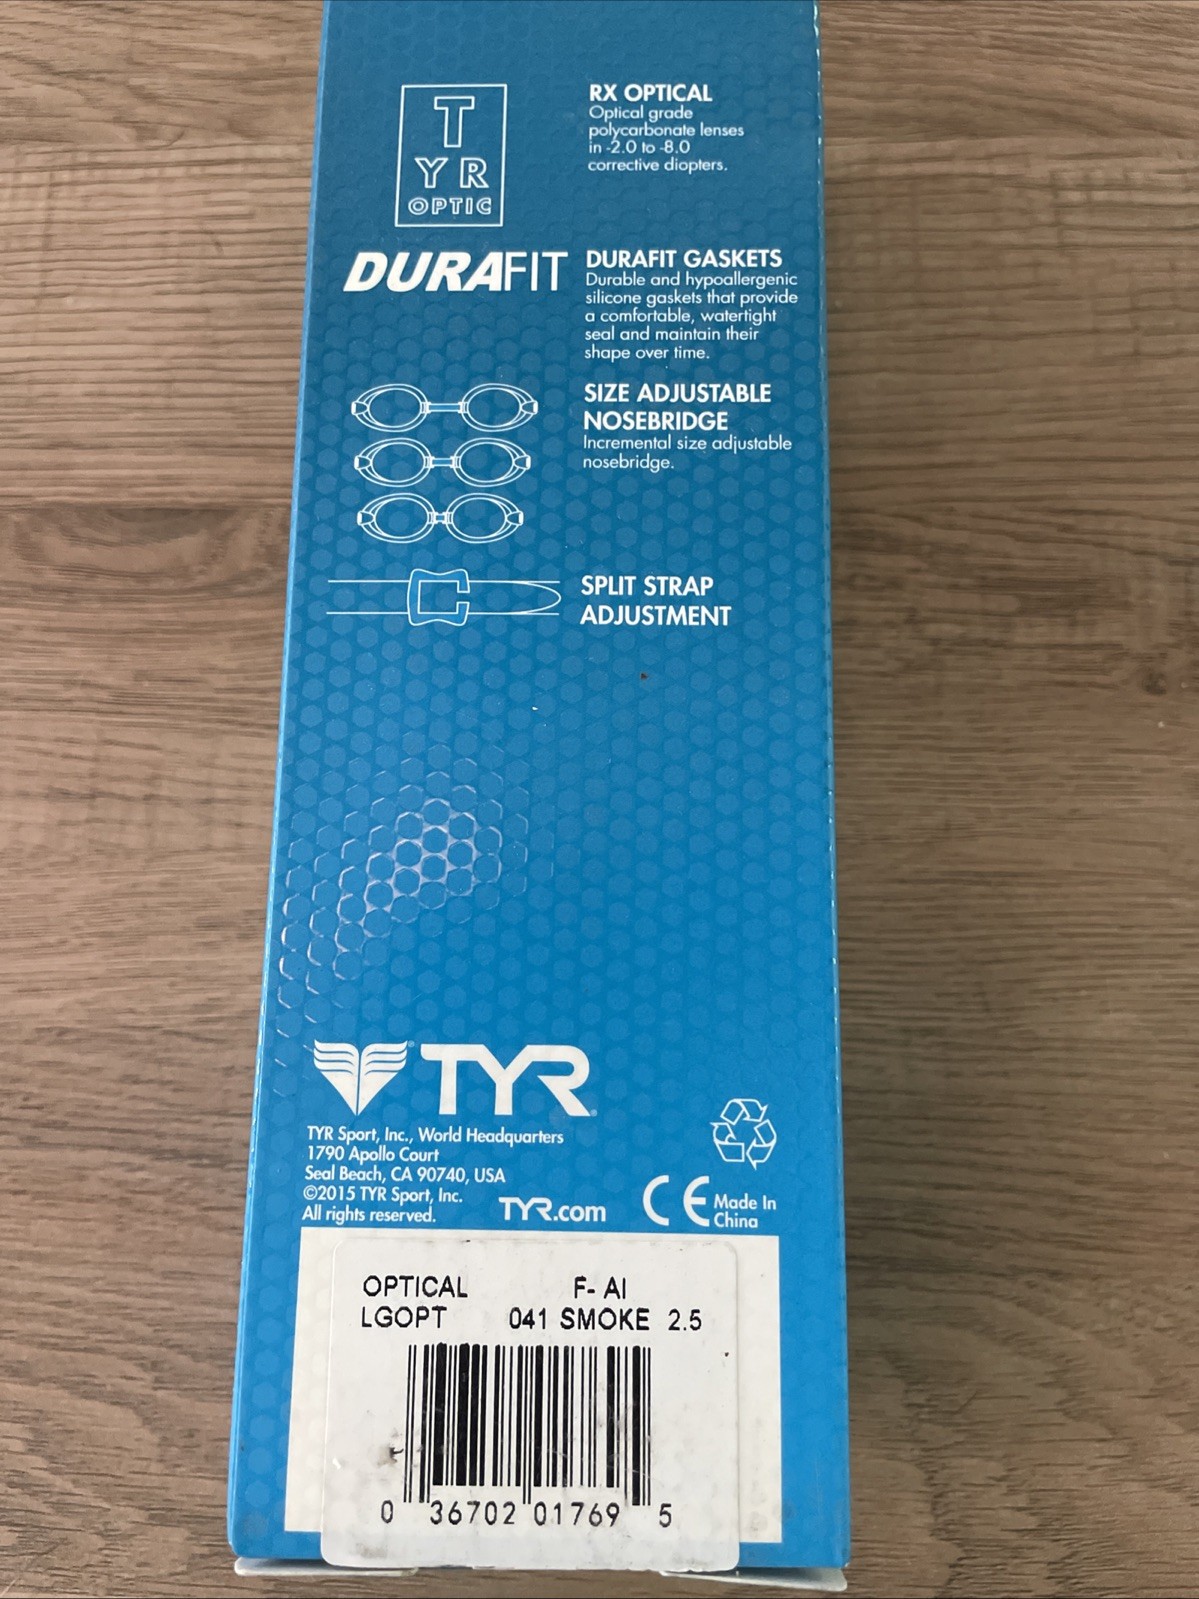 T
YR
OPTIC
RX OPTICAL
Optical grade
polycarbonate lenses
in -2.0 to -8.0
corrective diopters.
DURAFIT
DURAFIT GASKETS
Durable and hypoallergenic
silicone gaskets that provide
a comfortable, watertight
seal and maintain their
shape over time.
SIZE ADJUSTABLE
NOSEBRIDGE
Incremental size adjustable
nosebridge.
SPLIT STRAP
ADJUSTMENT
TYR
TYR Sport, Inc., World Headquarters
1790 Apollo Court
Seal Beach, CA 90740, USA
©2015 TYR Sport, Inc.
All rights reserved.
TYR.com
CE
Made In
China
OPTICAL F- AI
LGOPT 041 SMOKE 2.5
0 36702 01769 5